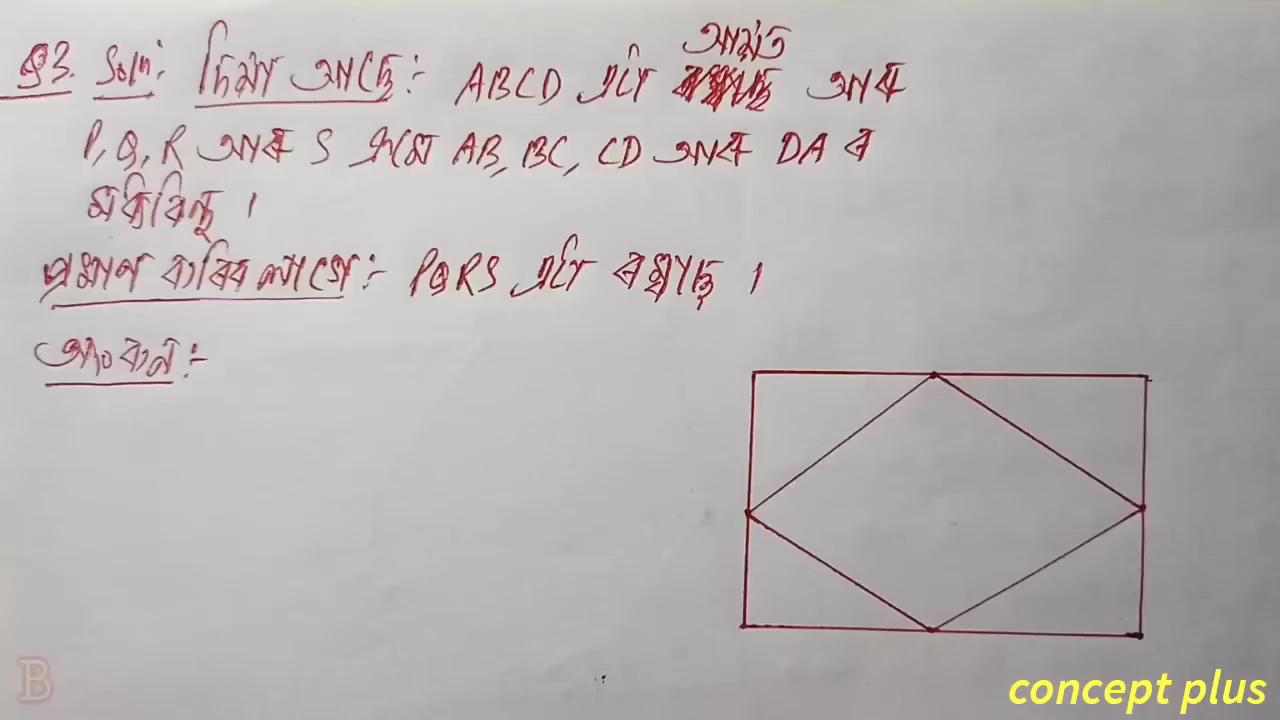 Q3. Soln: দিয়া আছে :- ABCD এটা আয়ত আৰু
P, Q, R আৰু S ক্ৰমে AB, BC, CD আৰু DA ৰ
মধ্যবিন্দু ।
প্ৰমাণ কৰিব লাগে :- PQRS এটা ৰম্বাছ ।
অংকন :-
B
concept plus